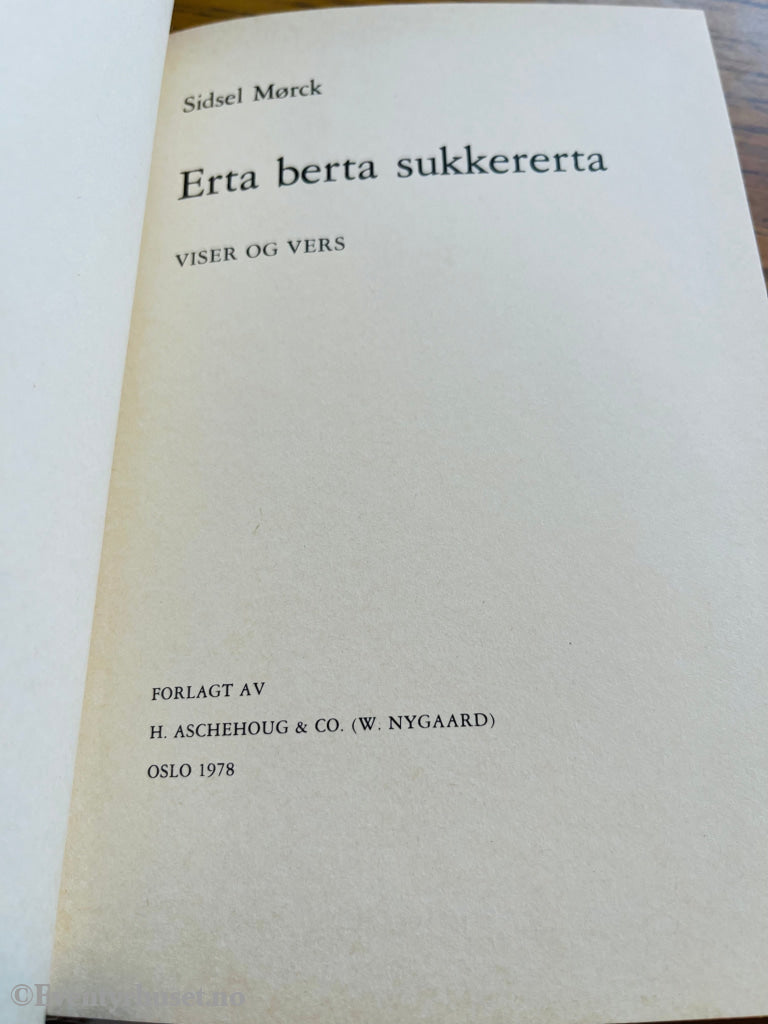 Sidsel Mørck
Erta berta sukkererta
VISER OG VERS
FORLAGT AV
H. ASCHEHOUG & CO. (W. NYGAARD)
OSLO 1978